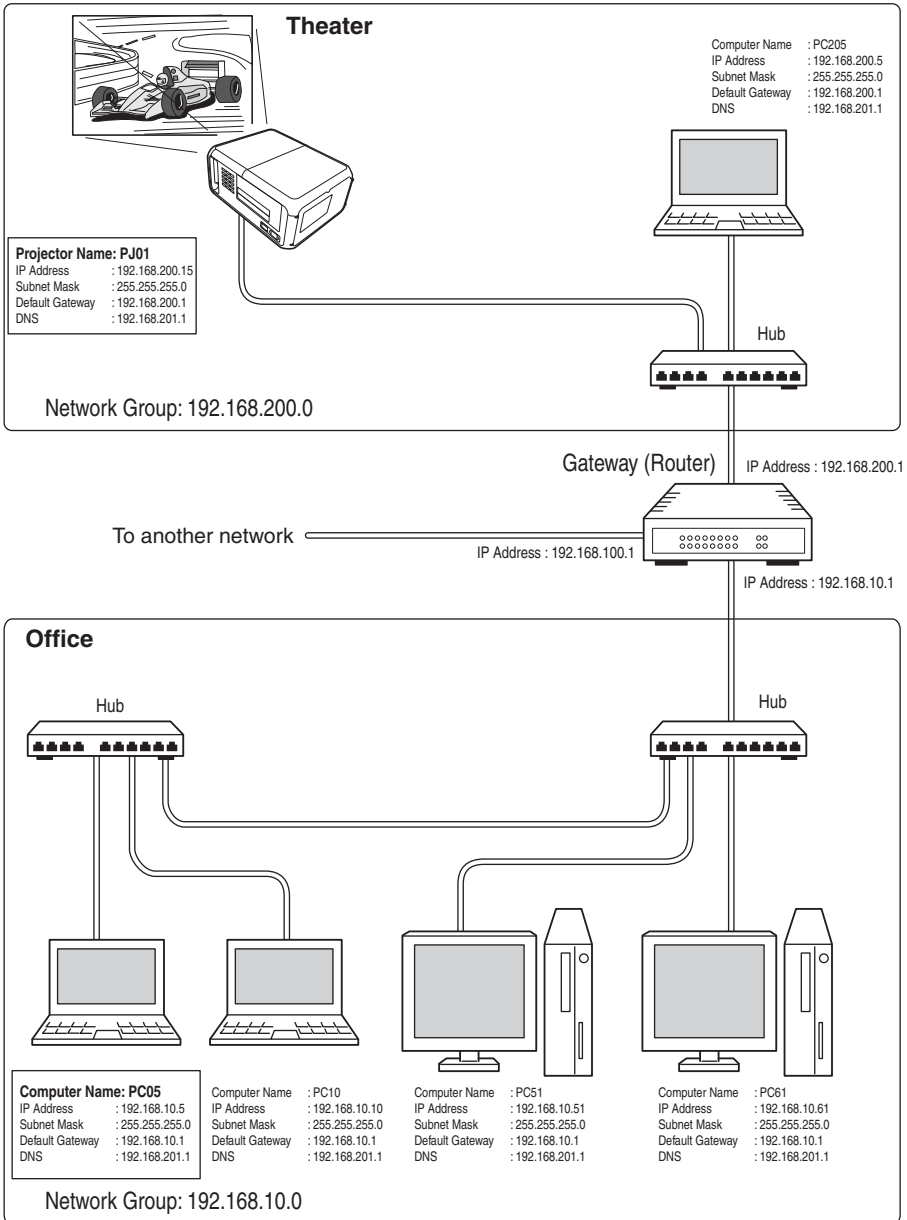 Theater
Computer Name : PC205
IP Address : 192.168.200.5
Subnet Mask : 255.255.255.0
Default Gateway : 192.168.200.1
DNS : 192.168.201.1
Projector Name: PJ01
IP Address : 192.168.200.15
Subnet Mask : 255.255.255.0
Default Gateway : 192.168.200.1
DNS : 192.168.201.1
Hub
Network Group: 192.168.200.0
Gateway (Router)
IP Address : 192.168.200.1
To another network
IP Address : 192.168.100.1
IP Address : 192.168.10.1
Office
Hub
Hub
Computer Name: PC05
IP Address : 192.168.10.5
Subnet Mask : 255.255.255.0
Default Gateway : 192.168.10.1
DNS : 192.168.201.1
Computer Name : PC10
IP Address : 192.168.10.10
Subnet Mask : 255.255.255.0
Default Gateway : 192.168.10.1
DNS : 192.168.201.1
Computer Name : PC51
IP Address : 192.168.10.51
Subnet Mask : 255.255.255.0
Default Gateway : 192.168.10.1
DNS : 192.168.201.1
Computer Name : PC61
IP Address : 192.168.10.61
Subnet Mask : 255.255.255.0
Default Gateway : 192.168.10.1
DNS : 192.168.201.1
Network Group: 192.168.10.0